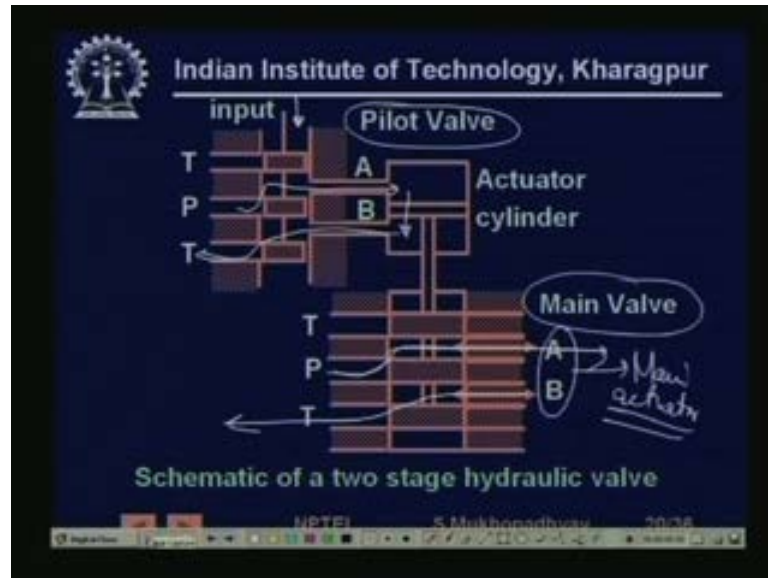 Indian Institute of Technology, Kharagpur
input
Pilot Valve
T
A
Actuator
P
B
cylinder
T
Main Valve
T
A
P
Main
B
actuator
T
Schematic of a two stage hydraulic valve
NPTEL S.Mukhopadhyay 20/36